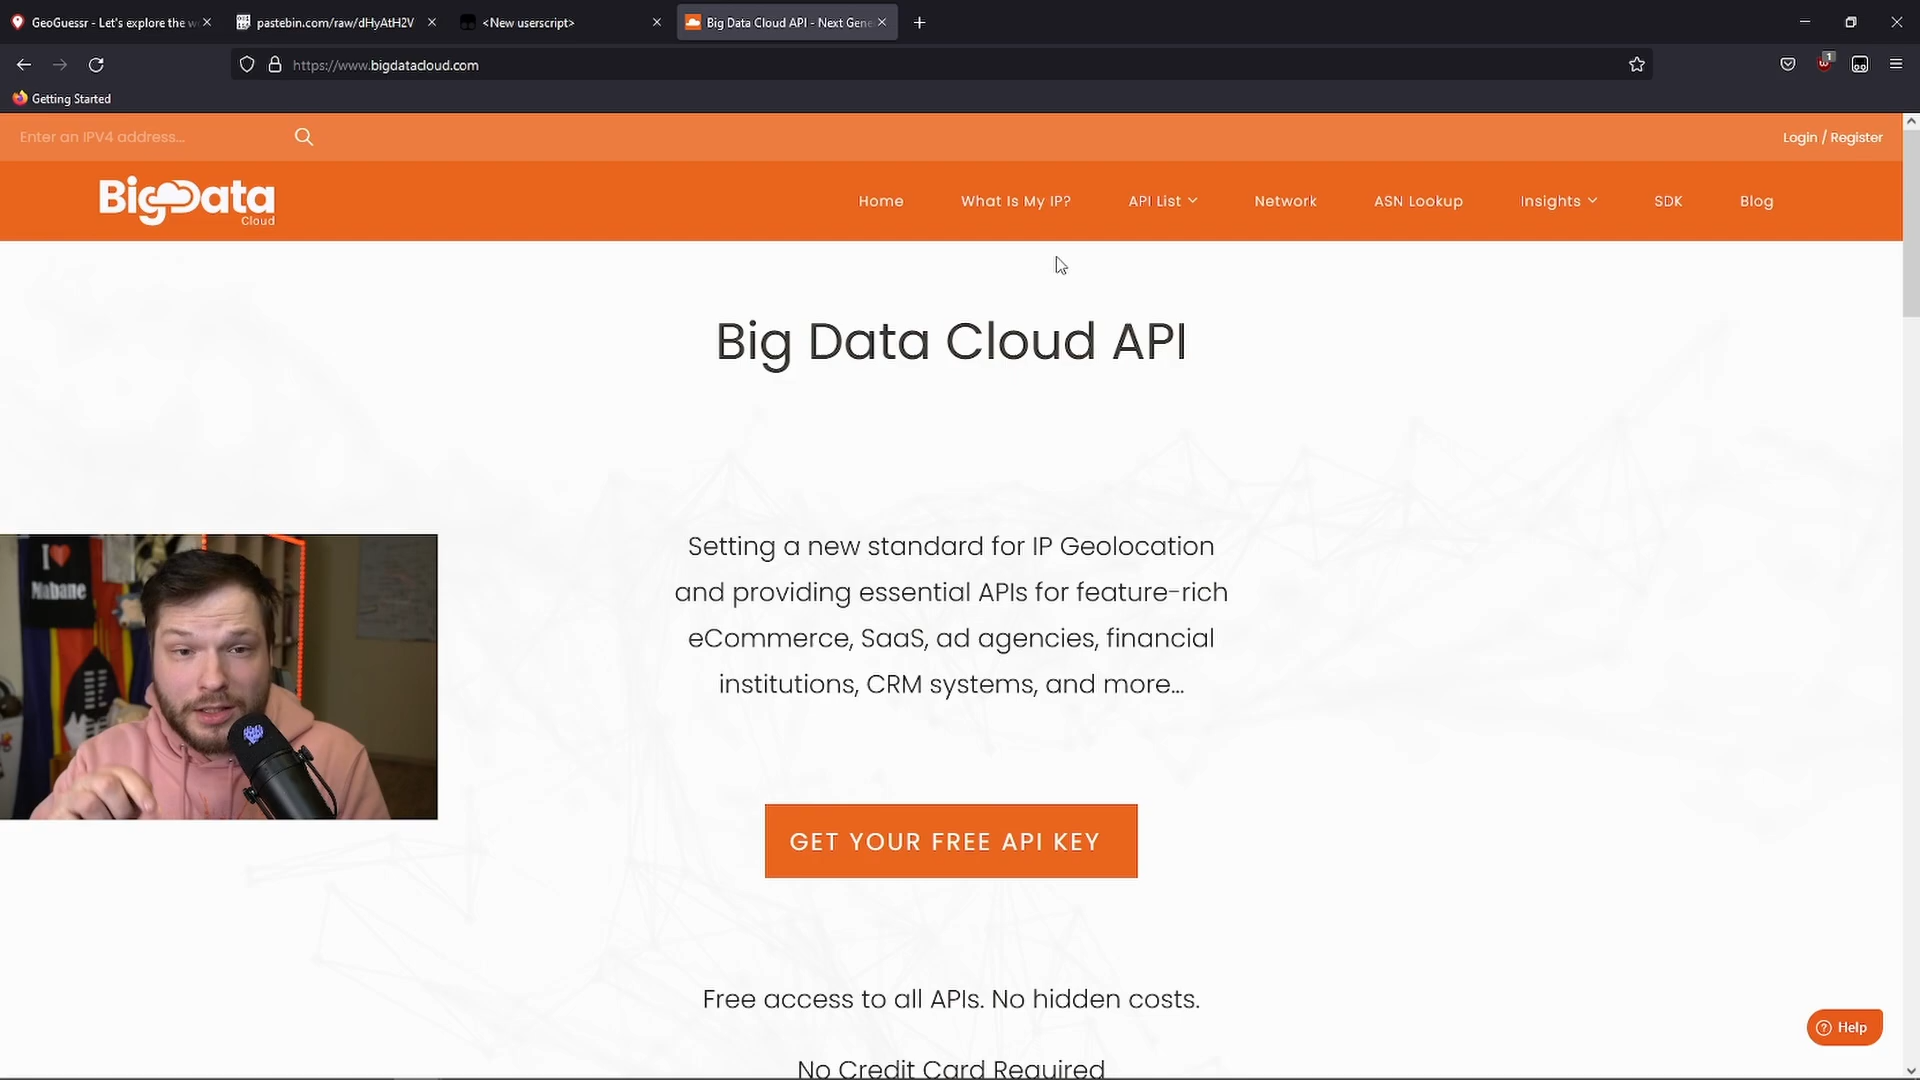 GeoGuessr - Let's explore the w
pastebin.com/raw/dHyAtH2V
<New userscript>
Big Data Cloud API - Next Gene
https://www.bigdatacloud.com
1
Getting Started
Enter an IPV4 address...
Login / Register
BigData
Cloud
Home
What Is My IP?
API List
Network
ASN Lookup
Insights
SDK
Blog
Big Data Cloud API
Setting a new standard for IP Geolocation
and providing essential APIs for feature-rich
eCommerce, SaaS, ad agencies, financial
institutions, CRM systems, and more...
I ♥
Mabane
GET YOUR FREE API KEY
Free access to all APIs. No hidden costs.
Help
No Credit Card Required